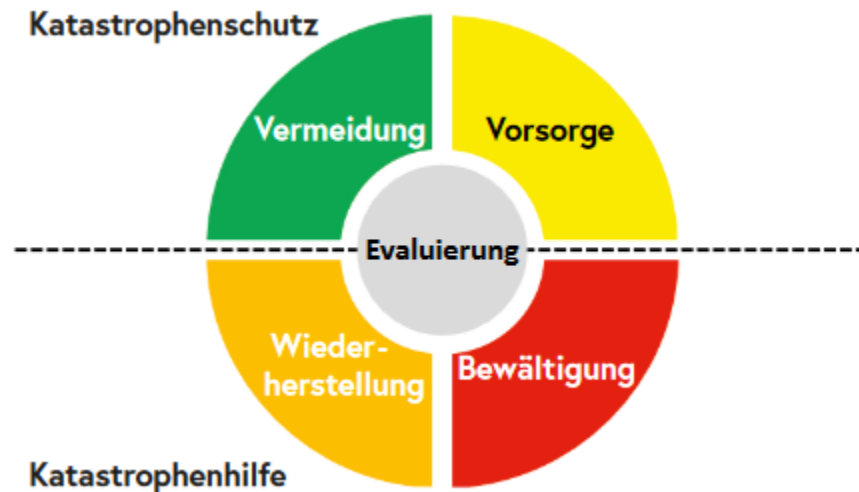 Katastrophenschutz
Vermeidung
Vorsorge
Evaluierung
Wieder-
herstellung
Bewältigung
Katastrophenhilfe